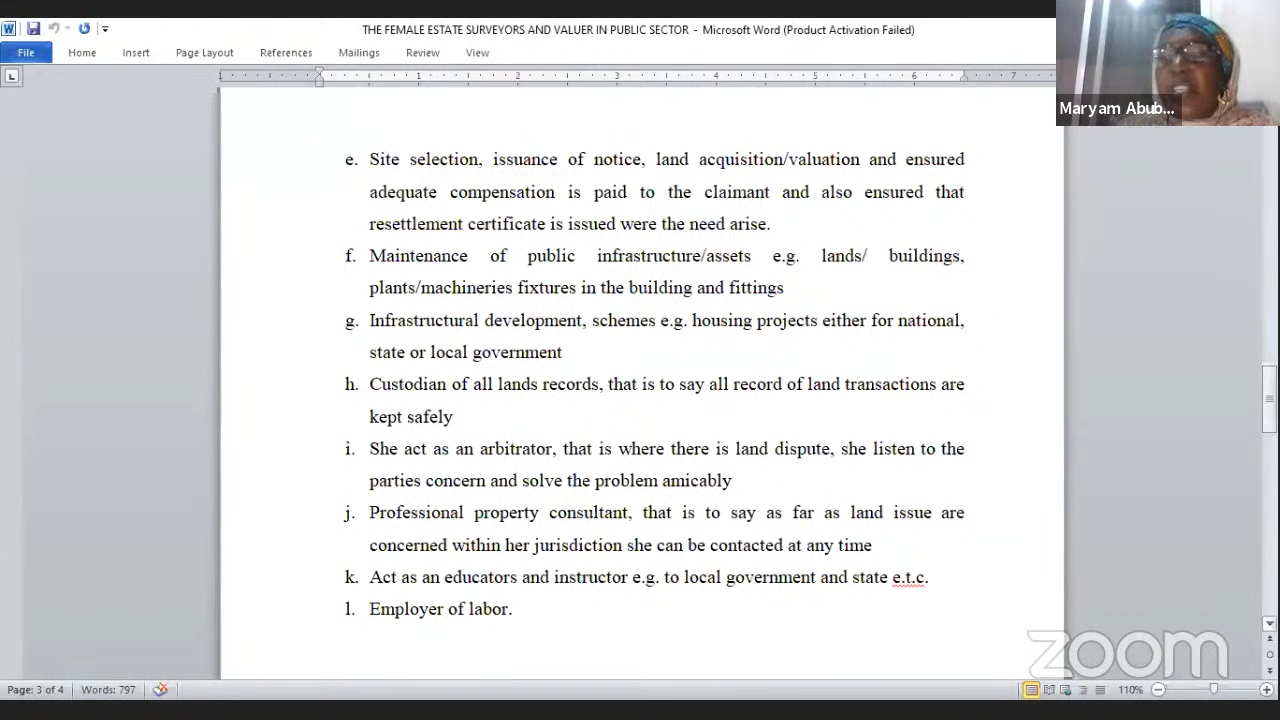 THE FEMALE ESTATE SURVEYORS AND VALUER IN PUBLIC SECTOR - Microsoft Word (Product Activation Failed)
File Home Insert Page Layout References Mailings Review View
1 1 2 3 4 5 6 7
Maryam Abub...
e. Site selection, issuance of notice, land acquisition/valuation and ensured
adequate compensation is paid to the claimant and also ensured that
resettlement certificate is issued were the need arise.
f. Maintenance of public infrastructure/assets e.g. lands/ buildings,
plants/machineries fixtures in the building and fittings
g. Infrastructural development, schemes e.g. housing projects either for national,
state or local government
h. Custodian of all lands records, that is to say all record of land transactions are
kept safely
i. She act as an arbitrator, that is where there is land dispute, she listen to the
parties concern and solve the problem amicably
j. Professional property consultant, that is to say as far as land issue are
concerned within her jurisdiction she can be contacted at any time
k. Act as an educators and instructor e.g. to local government and state e.t.c.
l. Employer of labor.
zoom
Page: 3 of 4 Words: 797 110%